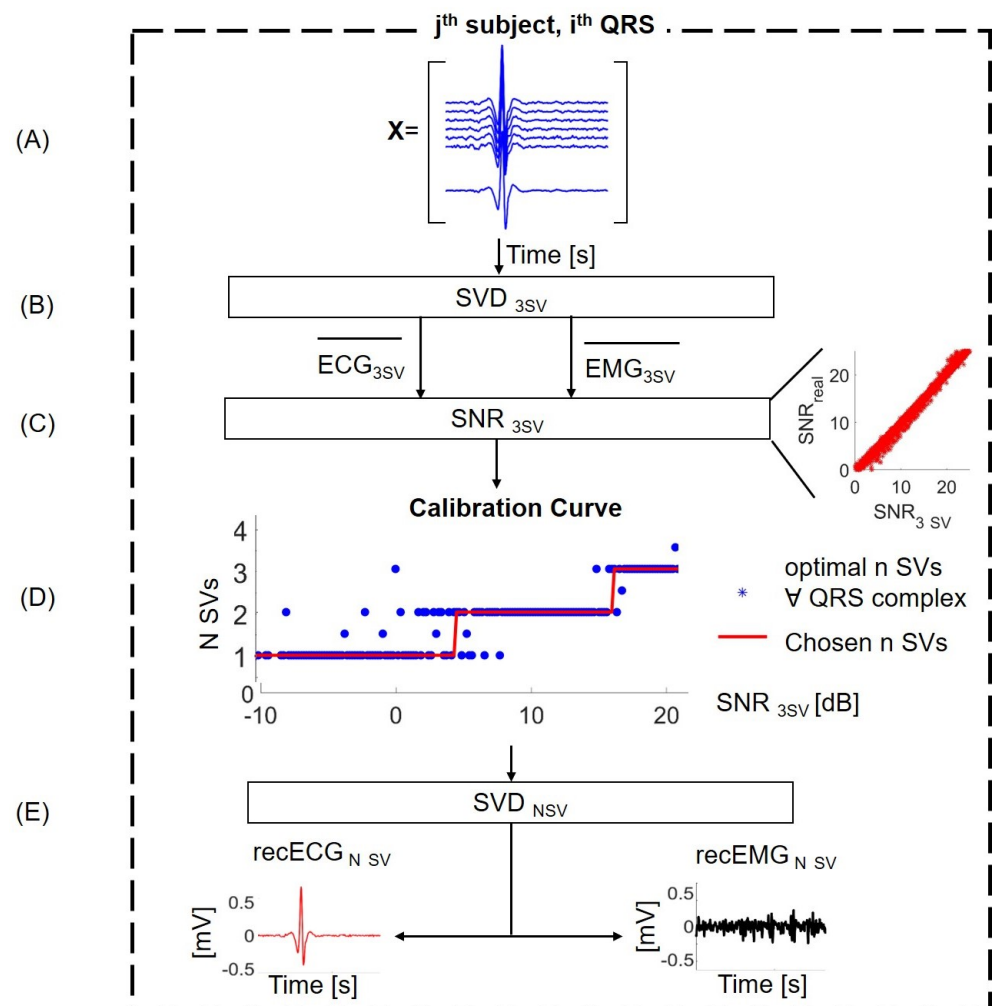 jth subject, ith QRS
(A)
X=
Time [s]
(B)
SVD 3SV
ECG3SV
EMG3SV
(C)
SNR 3SV
SNRreal
20
10
0
0
10
20
SNR3 SV
Calibration Curve
(D)
N SVs
4
3
2
1
0
-10
0
10
20
optimal n SVs
* ∀ QRS complex
Chosen n SVs
SNR 3SV [dB]
(E)
SVD NSV
recECG N SV
recEMG N SV
[mV]
0.5
0
-0.5
Time [s]
[mV]
0.5
0
-0.5
Time [s]